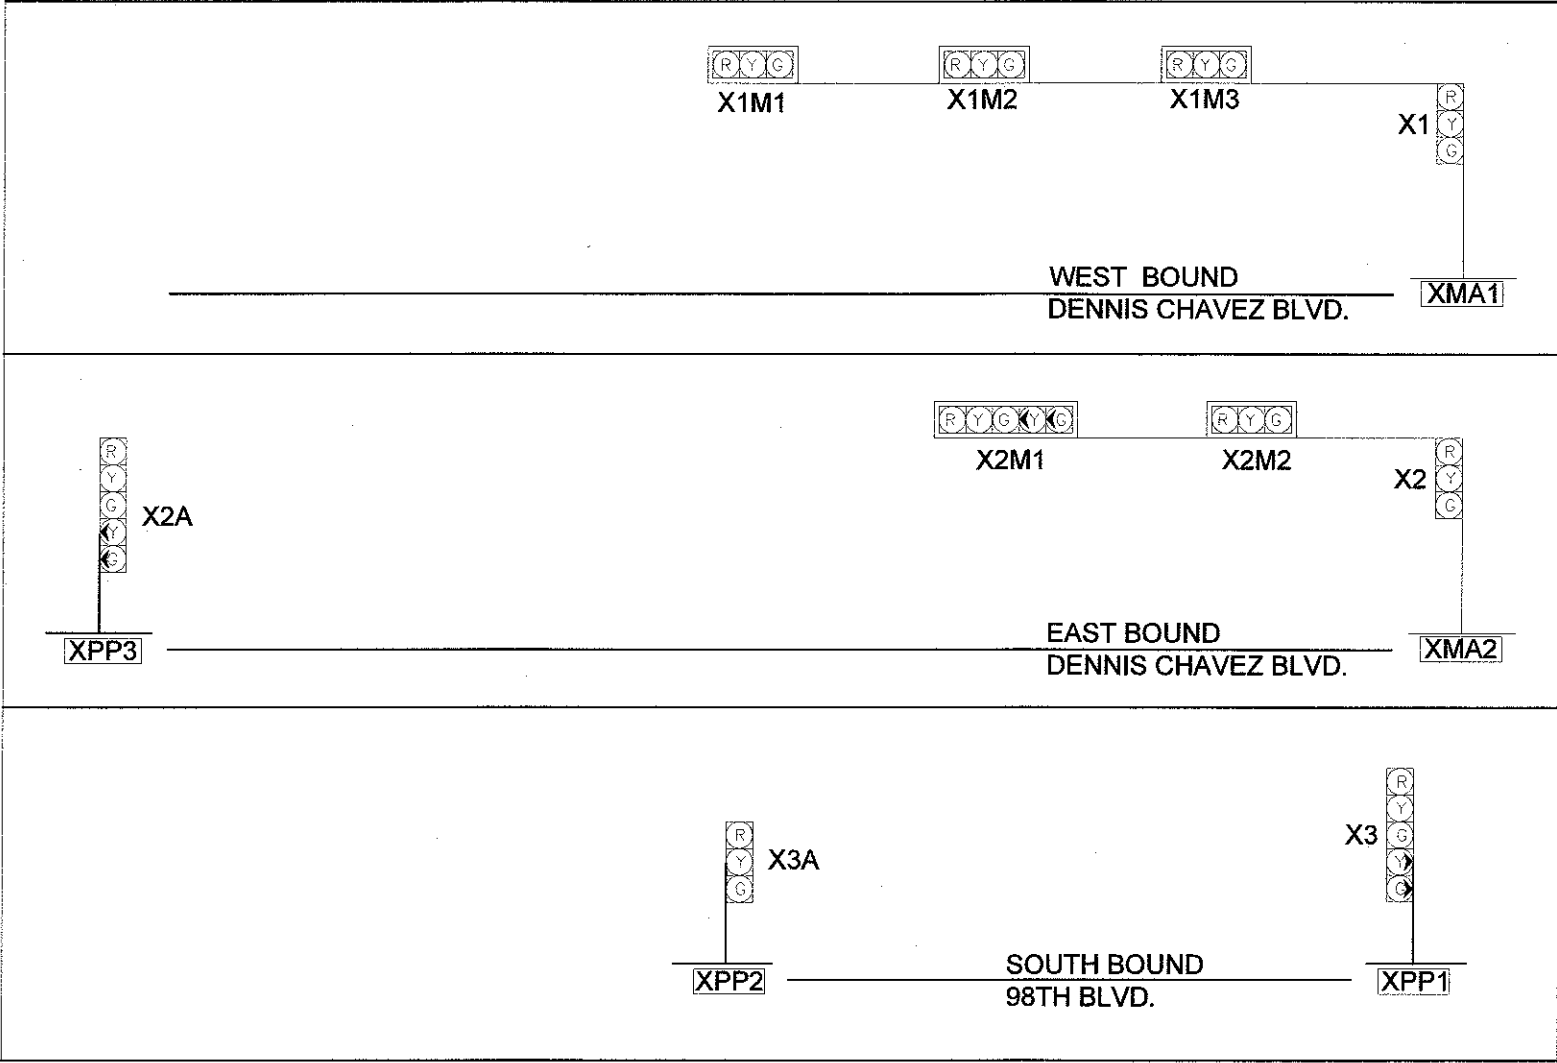 R Y G
R Y G
R Y G
X1M1
X1M2
X1M3
X1
R
Y
G
WEST BOUND
DENNIS CHAVEZ BLVD.
XMA1
R Y G Y G
R Y G
X2M1
X2M2
X2
R
Y
G
R
Y
G
Y
G
X2A
XPP3
EAST BOUND
DENNIS CHAVEZ BLVD.
XMA2
R
Y
G
X3A
XPP2
X3
R
Y
G
Y
G
SOUTH BOUND
98TH BLVD.
XPP1